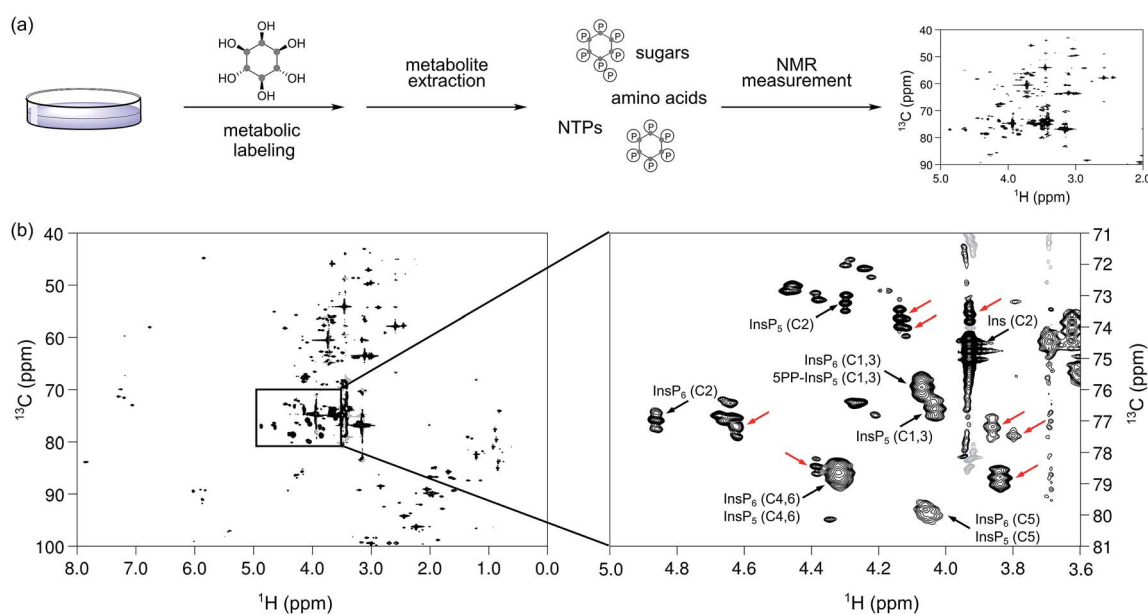 (a)
OH
HO OH
HO OH
OH
metabolic
labeling
metabolite
extraction
P P
P P
P P
P
sugars
amino acids
NTPs
P
P P
P P
P
NMR
measurement
40
50
60
70
80
90
¹³C (ppm)
5.0 4.0 3.0 2.0
¹H (ppm)
(b)
40
50
60
70
80
90
100
¹³C (ppm)
8.0 7.0 6.0 5.0 4.0 3.0 2.0 1.0 0.0
¹H (ppm)
InsP₅ (C2)
Ins (C2)
InsP₆ (C1,3)
5PP-InsP₅ (C1,3)
InsP₆ (C2)
InsP₅ (C1,3)
InsP₆ (C4,6)
InsP₅ (C4,6)
InsP₆ (C5)
InsP₅ (C5)
71
72
73
74
75
76
77
78
79
80
81
¹³C (ppm)
5.0 4.8 4.6 4.4 4.2 4.0 3.8 3.6
¹H (ppm)